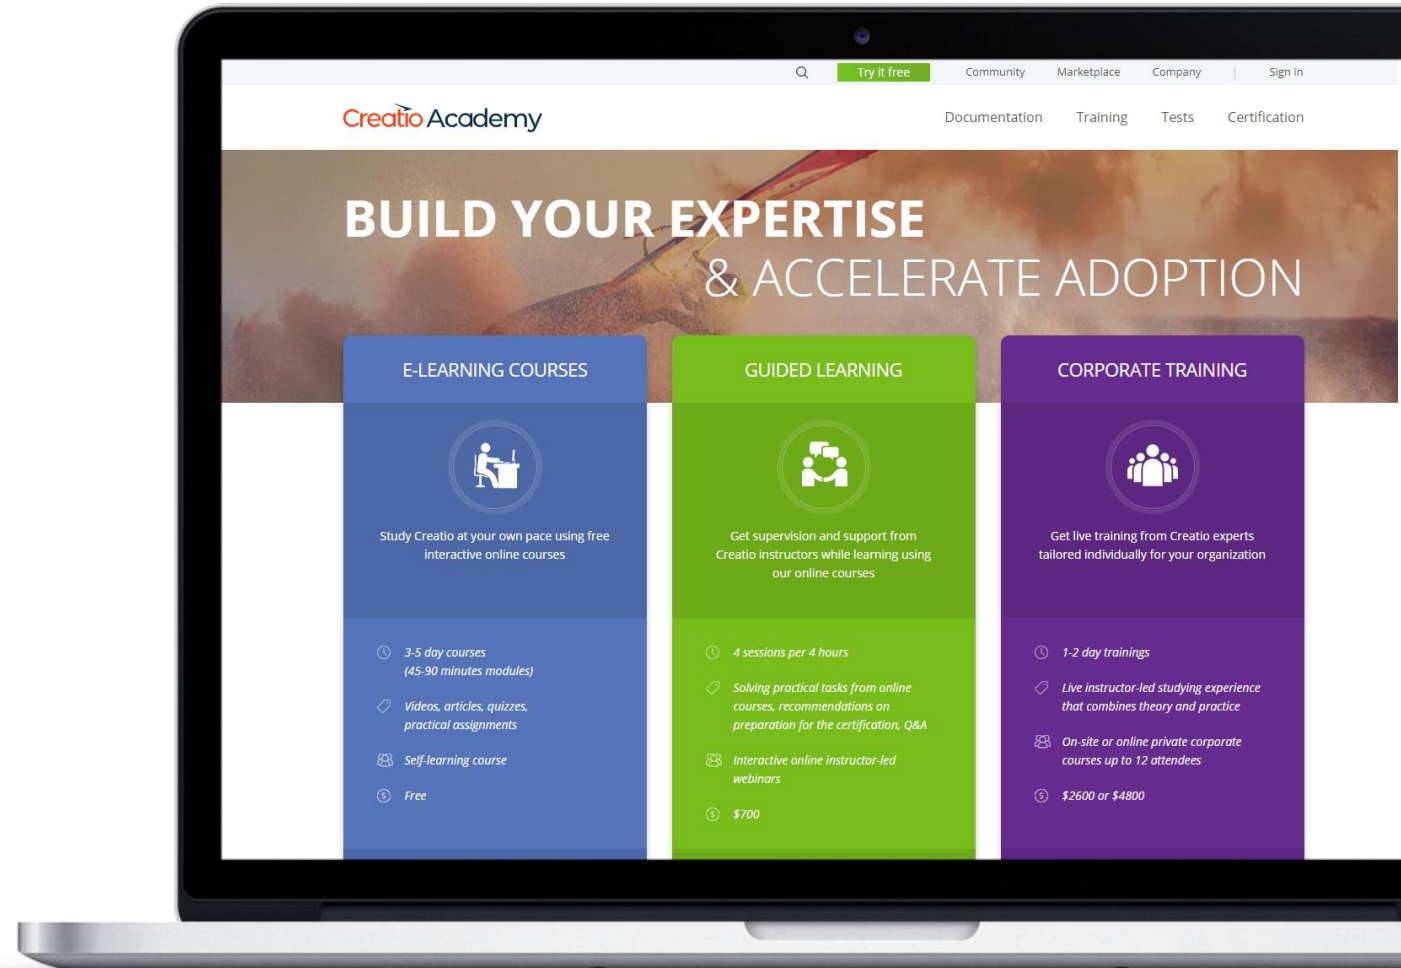 Try it free
Community
Marketplace
Company
Sign in
Creatio Academy
Documentation
Training
Tests
Certification
BUILD YOUR EXPERTISE
& ACCELERATE ADOPTION
E-LEARNING COURSES
Study Creatio at your own pace using free
interactive online courses
3-5 day courses
(45-90 minutes modules)
Videos, articles, quizzes,
practical assignments
Self-learning course
Free
GUIDED LEARNING
Get supervision and support from
Creatio instructors while learning using
our online courses
4 sessions per 4 hours
Solving practical tasks from online
courses, recommendations on
preparation for the certification, Q&A
Interactive online instructor-led
webinars
$700
CORPORATE TRAINING
Get live training from Creatio experts
tailored individually for your organization
1-2 day trainings
Live instructor-led studying experience
that combines theory and practice
On-site or online private corporate
courses up to 12 attendees
$2600 or $4800